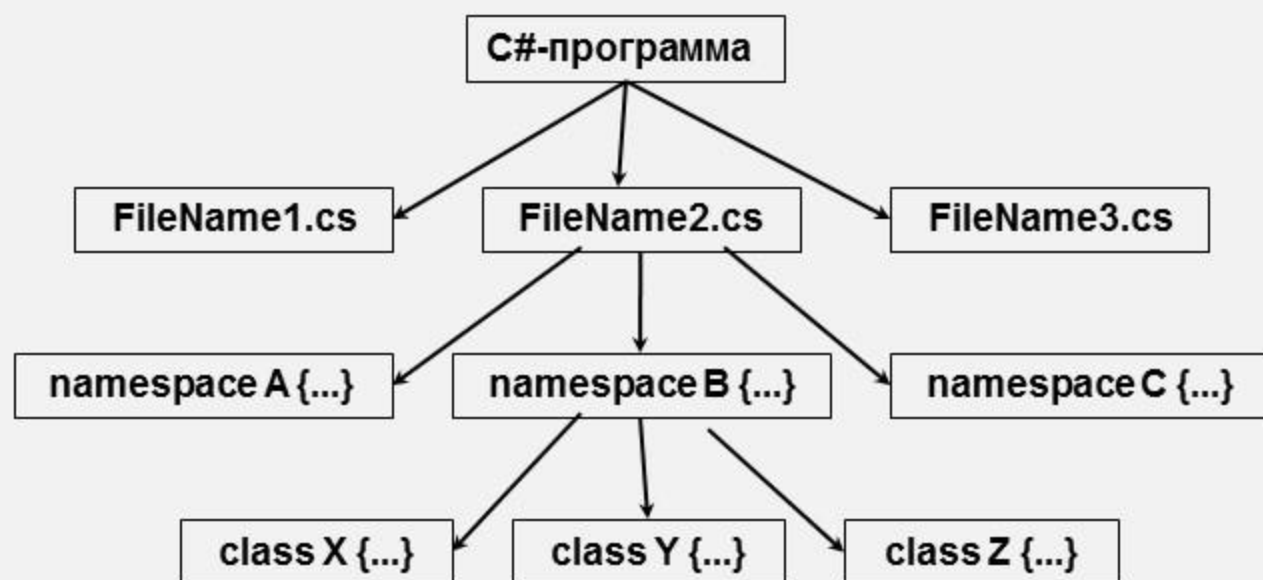 C#-программа
FileName1.cs FileName2.cs FileName3.cs
namespace A {...} namespace B {...} namespace C {...}
class X {...} class Y {...} class Z {...}